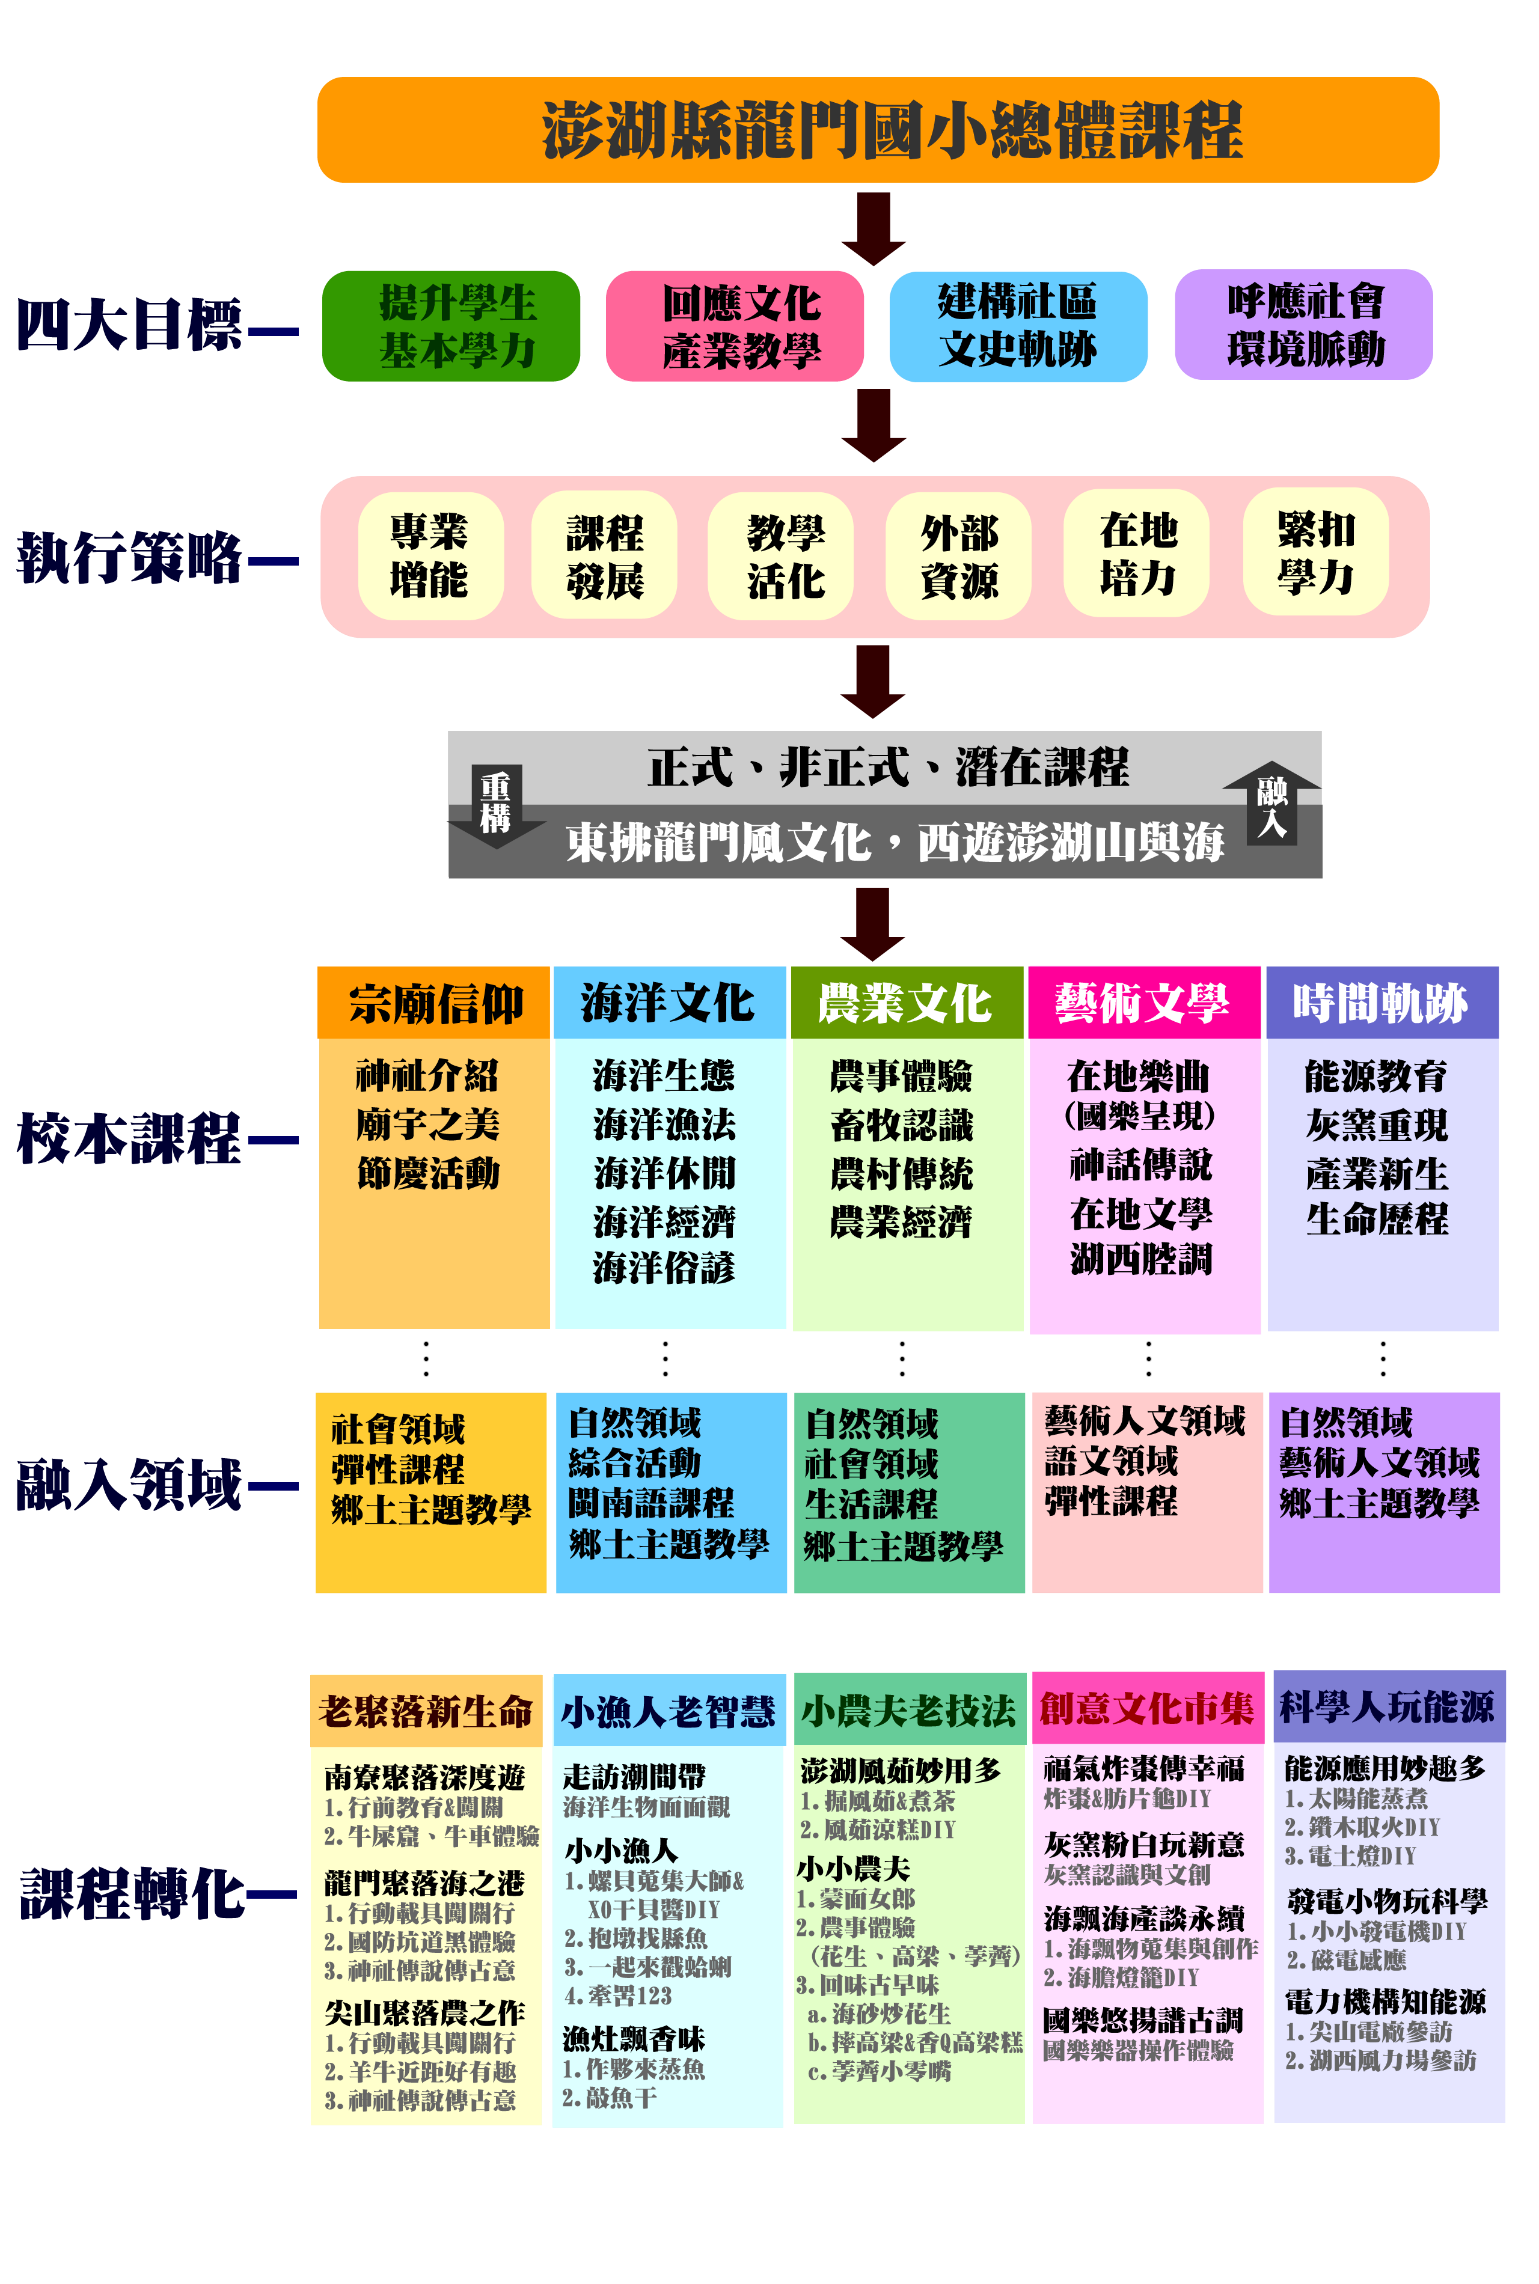 澎湖縣龍門國小總體課程
四大目標
提升學生
基本學力
回應文化
產業教學
建構社區
文史軌跡
呼應社會
環境脈動
執行策略
專業
增能
課程
發展
教學
活化
外部
資源
在地
培力
緊扣
學力
正式、非正式、潛在課程
重構
融入
東拂龍門風文化，西遊澎湖山與海
校本課程
宗廟信仰
神祉介紹
廟宇之美
節慶活動
海洋文化
海洋生態
海洋漁法
海洋休閒
海洋經濟
海洋俗諺
農業文化
農事體驗
畜牧認識
農村傳統
農業經濟
藝術文學
在地樂曲
(國樂呈現)
神話傳說
在地文學
湖西腔調
時間軌跡
能源教育
灰窯重現
產業新生
生命歷程
融入領域
社會領域
彈性課程
鄉土主題教學
自然領域
綜合活動
閩南語課程
鄉土主題教學
自然領域
社會領域
生活課程
鄉土主題教學
藝術人文領域
語文領域
彈性課程
自然領域
藝術人文領域
鄉土主題教學
課程轉化
老聚落新生命
南寮聚落深度遊
1.行前教育&闖關
2.牛屎窟、牛車體驗
龍門聚落海之港
1.行動載具闖關行
2.國防坑道黑體驗
3.神祉傳說傳古意
尖山聚落農之作
1.行動載具闖關行
2.羊牛近距好有趣
3.神祉傳說傳古意
小漁人老智慧
走訪潮間帶
海洋生物面面觀
小小漁人
1.螺貝蒐集大師&
XO干貝醬DIY
2.抱墩找縣魚
3.一起來戳蛤蜊
4.牽罟123
漁灶飄香味
1.作夥來蒸魚
2.敲魚干
小農夫老技法
澎湖風茹妙用多
1.掘風茹&煮茶
2.風茹涼糕DIY
小小農夫
1.蒙面女郎
2.農事體驗
(花生、高梁、荸薺)
3.回味古早味
a.海砂炒花生
b.摔高梁&香Q高梁糕
c.荸薺小零嘴
創意文化市集
福氣炸棗傳幸福
炸棗&肪片龜DIY
灰窯粉白玩新意
灰窯認識與文創
海飄海產談永續
1.海飄物蒐集與創作
2.海膽燈籠DIY
國樂悠揚譜古調
國樂樂器操作體驗
科學人玩能源
能源應用妙趣多
1.太陽能蒸煮
2.鑽木取火DIY
3.電土燈DIY
發電小物玩科學
1.小小發電機DIY
2.磁電感應
電力機構知能源
1.尖山電廠參訪
2.湖西風力場參訪